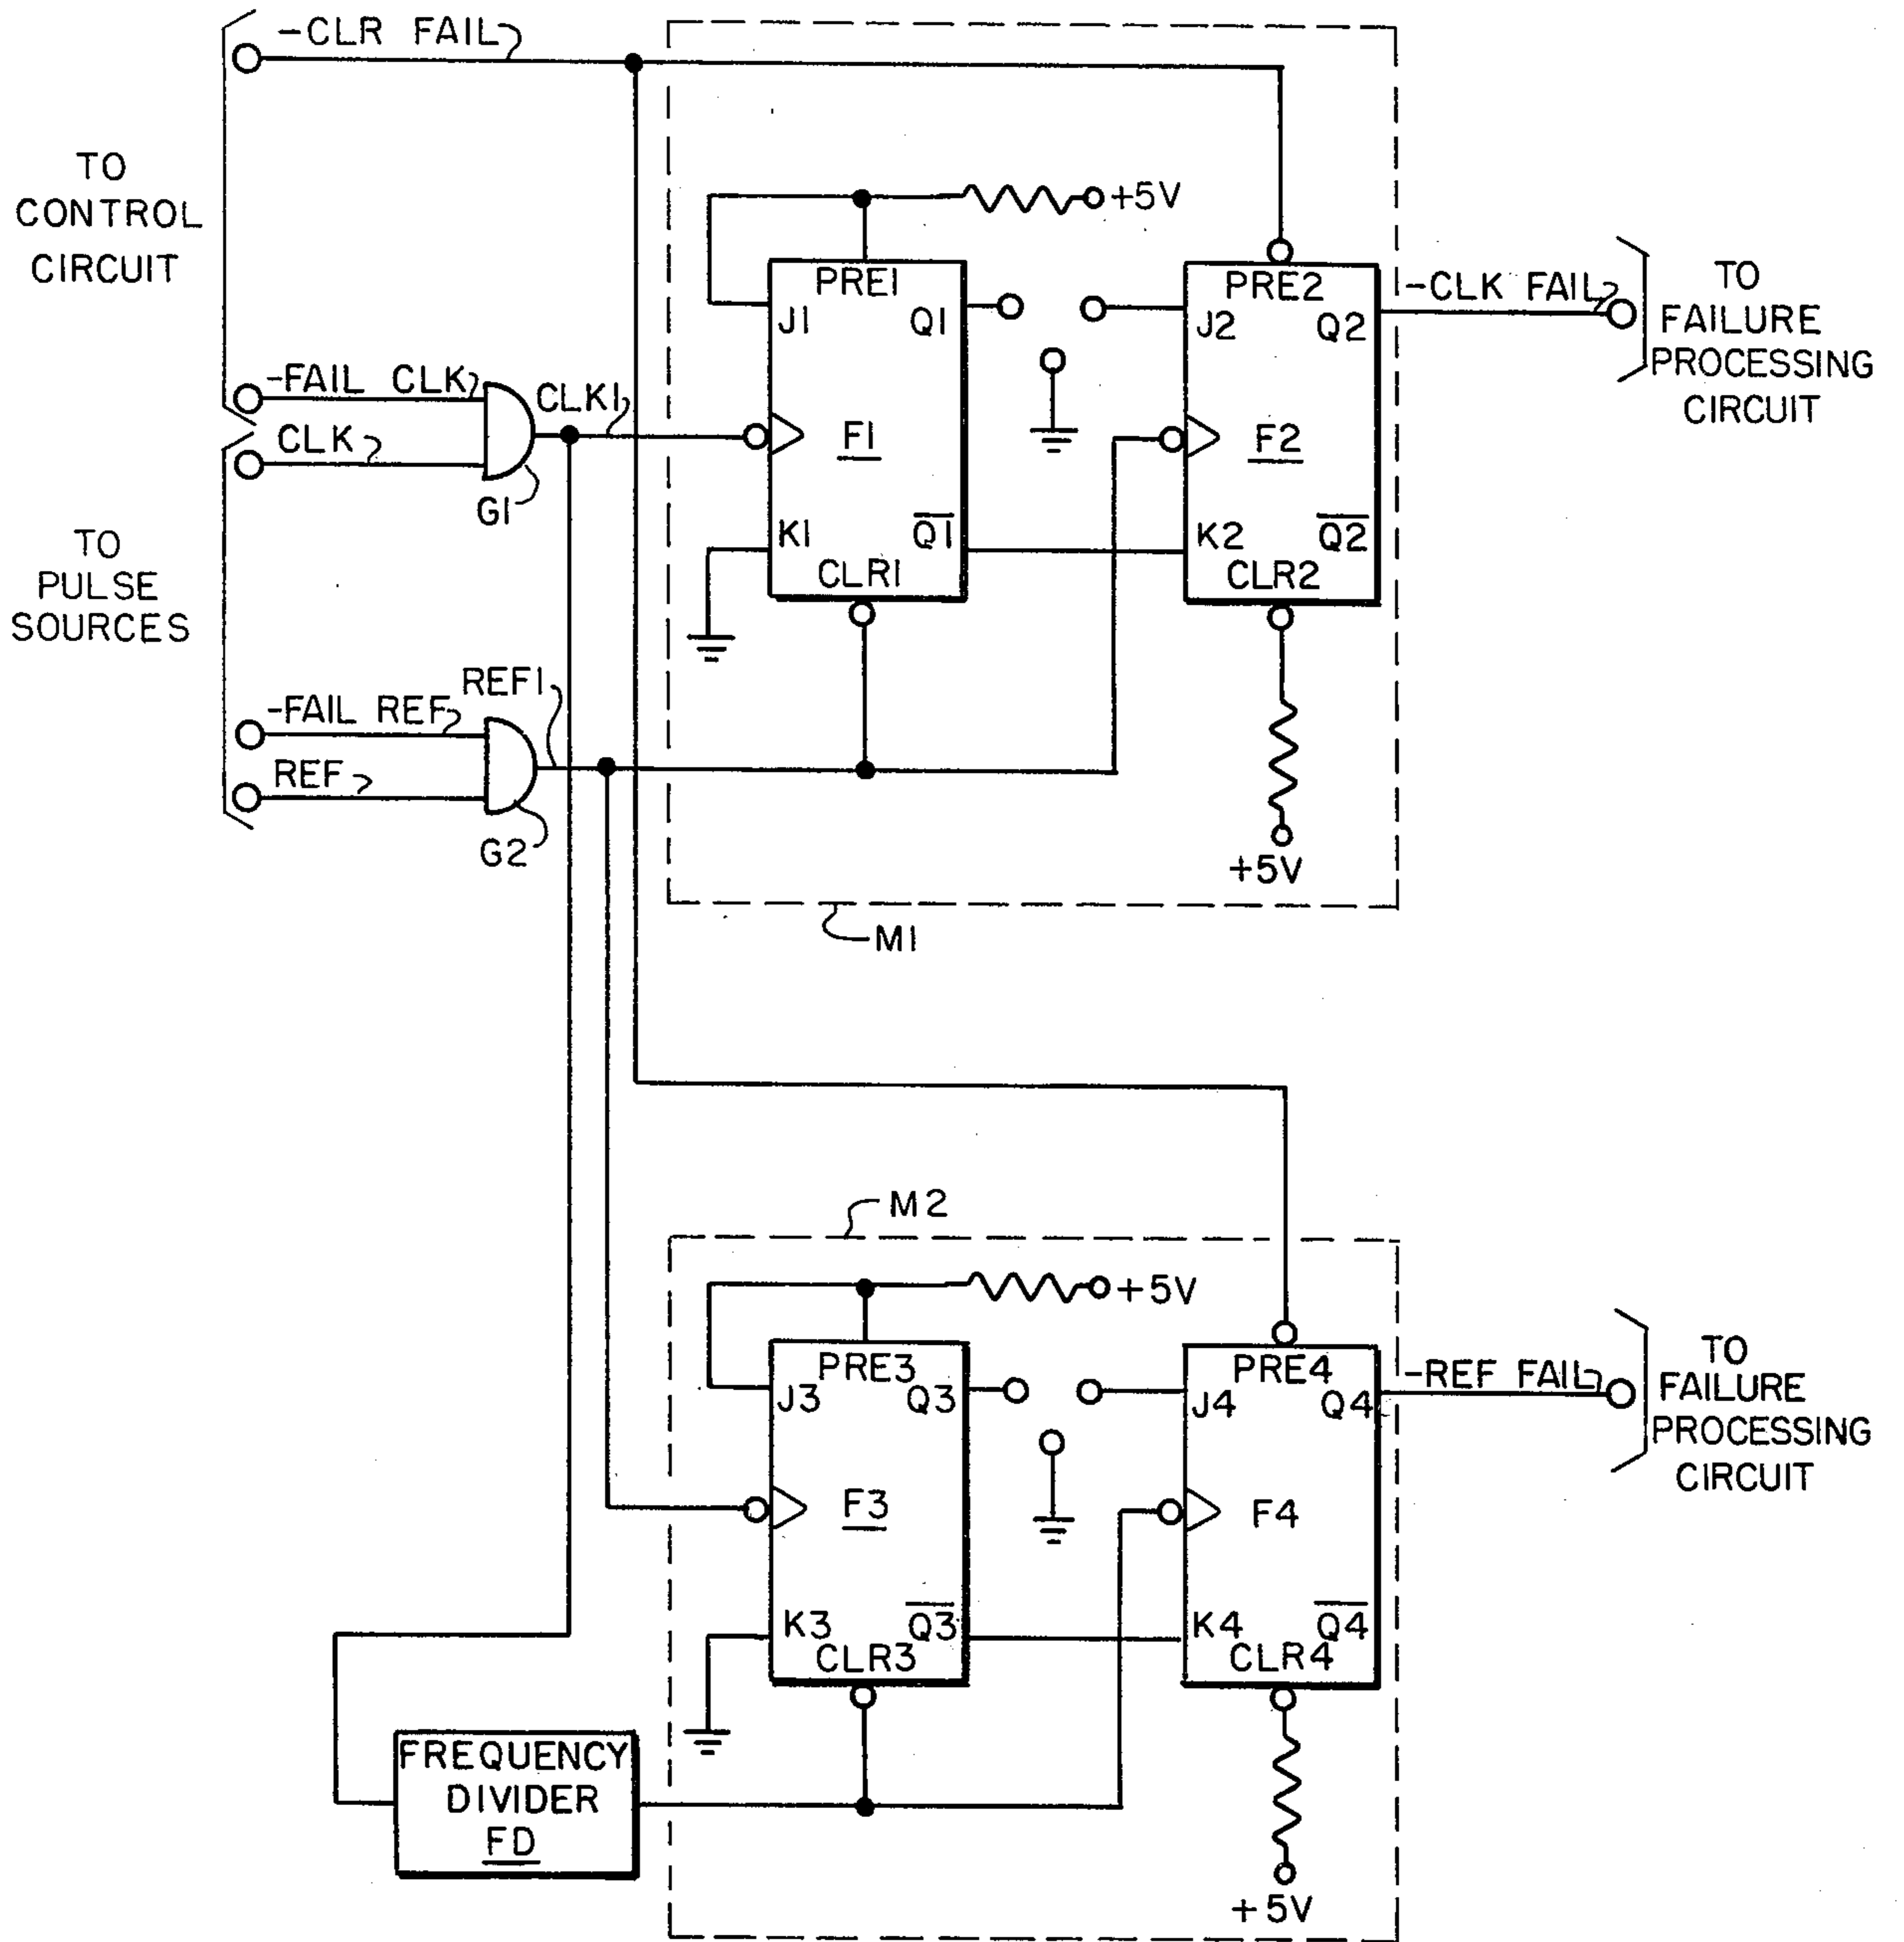 -CLR FAIL
TO
CONTROL
CIRCUIT
+5V
PRE1
J1
Q1
F1
K1
Q1
CLR1
PRE2
J2
Q2
F2
K2
Q2
CLR2
+5V
-CLK FAIL
TO
FAILURE
PROCESSING
CIRCUIT
-FAIL CLK
CLK
CLK1
G1
TO
PULSE
SOURCES
-FAIL REF
REF
REF1
G2
M1
M2
+5V
PRE3
J3
Q3
F3
K3
Q3
CLR3
PRE4
J4
Q4
F4
K4
Q4
CLR4
+5V
-REF FAIL
TO
FAILURE
PROCESSING
CIRCUIT
FREQUENCY
DIVIDER
FD